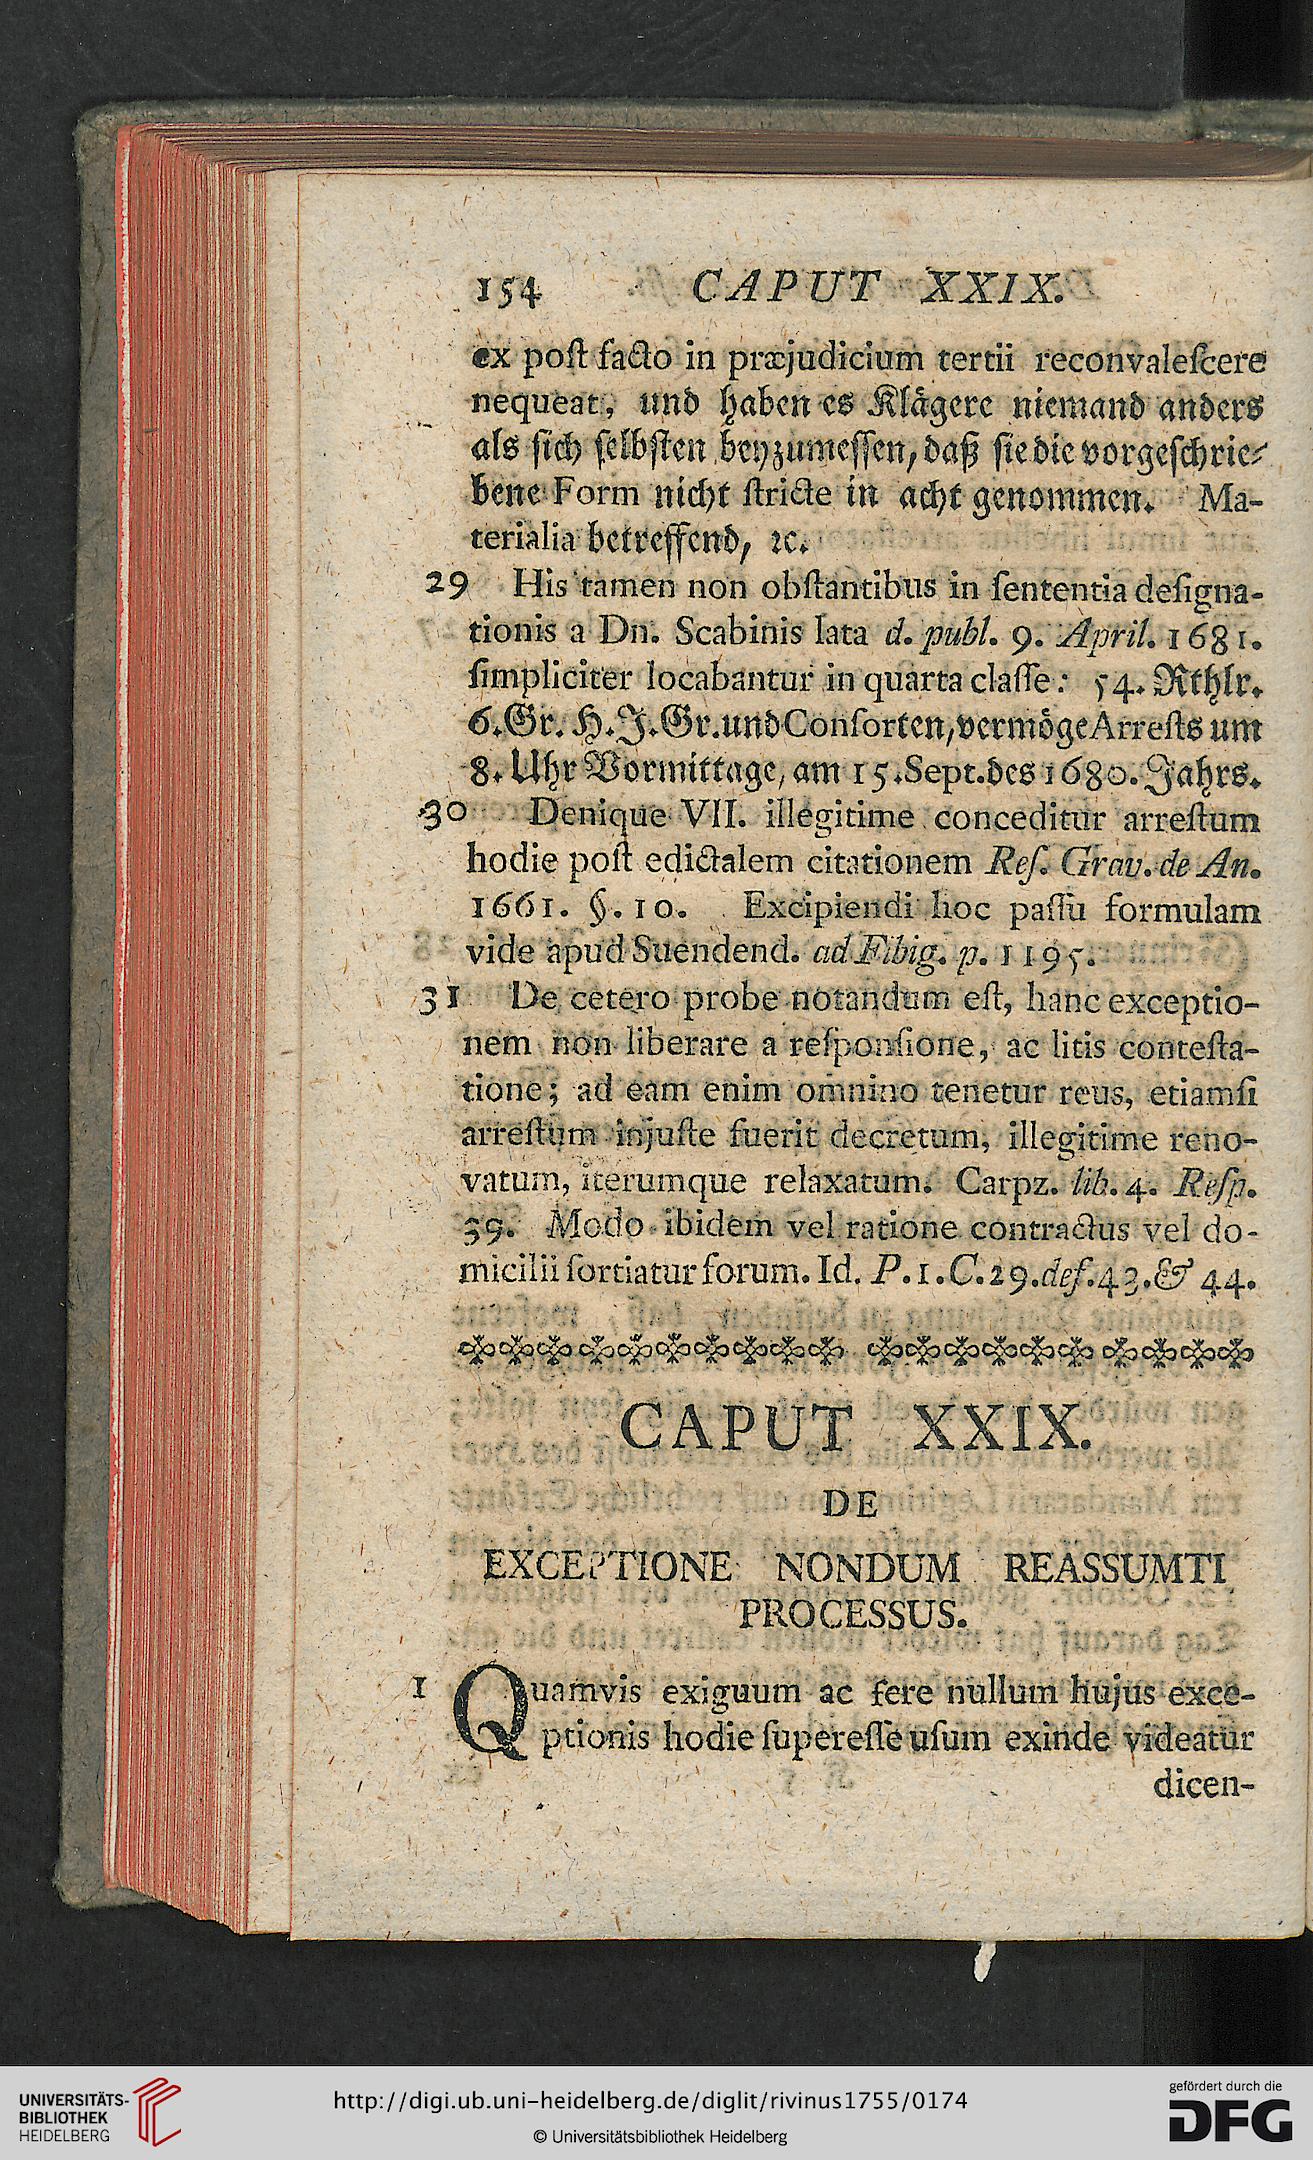 154 CAPUT XXIX.
ex poſt facto in præjudicium tertii reconvaleſcere
nequeat, und haben es Klägere niemand anders
als ſich ſelbſten beyzumeſſen, daß ſie die vorgeſchrie-
bene Form nicht ſtricte in acht genommen. Ma-
terialia betreffend, ꝛc.
29 His tamen non obſtantibus in ſententia deſigna-
tionis a Dn. Scabinis lata d. publ. 9. April. 1681.
ſimpliciter locabantur in quarta claſſe: 54. Rthlr.
6. Gr. H. J. Gr. und Conſorten, vermöge Arreſts um
8. Uhr Vormittage, am 15. Sept. des 1680. Jahrs.
30 Denique VII. illegitime conceditur arreſtum
hodie poſt edictalem citationem Reſ. Grav. de An.
1661. §. 10. Excipiendi hoc paſſu formulam
vide apud Suendend. ad Fibig. p. 1195.
31 De cetero probe notandum eſt, hanc exceptio-
nem non liberare a reſponſione, ac litis conteſta-
tione; ad eam enim omnino tenetur reus, etiamſi
arreſtum injuſte fuerit decretum, illegitime reno-
vatum, iterumque relaxatum. Carpz. lib. 4. Reſp.
39. Modo ibidem vel ratione contractus vel do-
micilii ſortiatur forum. Id. P. 1. C. 29. def. 43. & 44.
CAPUT XXIX.
DE
EXCEPTIONE NONDUM REASSUMTI
PROCESSUS.
1 Quamvis exiguum ac fere nullum hujus exce-
ptionis hodie ſupereſſe uſum exinde videatur
dicen-
UNIVERSITÄTS-
BIBLIOTHEK
HEIDELBERG
http://digi.ub.uni-heidelberg.de/diglit/rivinus1755/0174
© Universitätsbibliothek Heidelberg
gefördert durch die
DFG